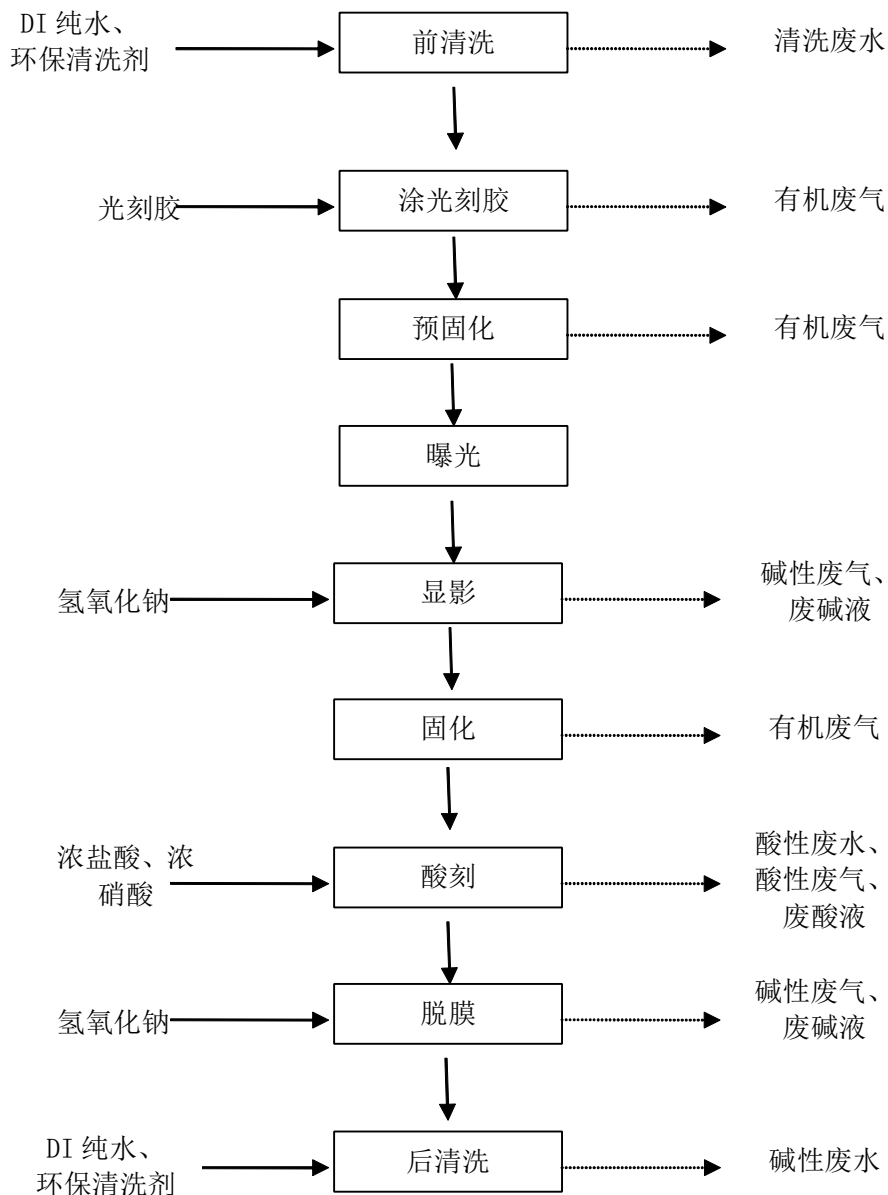 DI 纯水、
环保清洗剂
前清洗
清洗废水
光刻胶
涂光刻胶
有机废气
预固化
有机废气
曝光
氢氧化钠
显影
碱性废气、
废碱液
固化
有机废气
浓盐酸、浓
硝酸
酸刻
酸性废水、
酸性废气、
废酸液
氢氧化钠
脱膜
碱性废气、
废碱液
DI 纯水、
环保清洗剂
后清洗
碱性废水